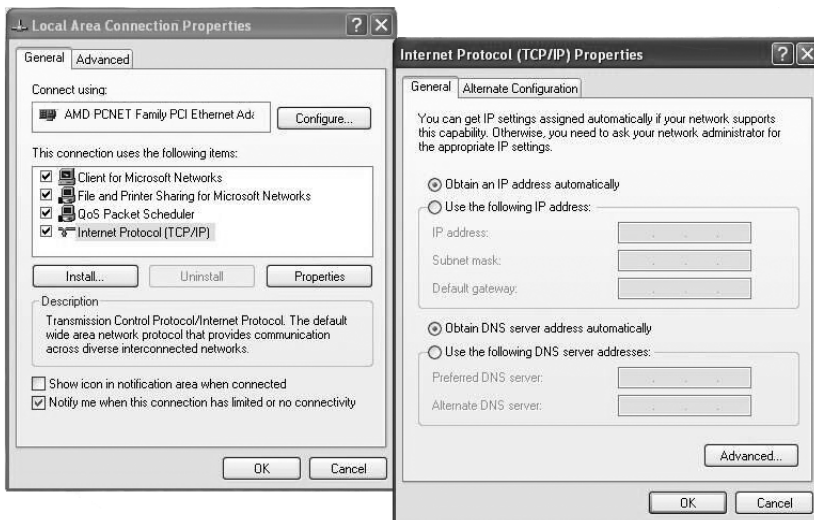 Local Area Connection Properties
General Advanced
Connect using:
AMD PCNET Family PCI Ethernet Ada
Configure...
This connection uses the following items:
Client for Microsoft Networks
File and Printer Sharing for Microsoft Networks
QoS Packet Scheduler
Internet Protocol (TCP/IP)
Install... Uninstall Properties
Description
Transmission Control Protocol/Internet Protocol. The default
wide area network protocol that provides communication
across diverse interconnected networks.
Show icon in notification area when connected
Notify me when this connection has limited or no connectivity
OK Cancel
Internet Protocol (TCP/IP) Properties
General Alternate Configuration
You can get IP settings assigned automatically if your network supports
this capability. Otherwise, you need to ask your network administrator for
the appropriate IP settings.
Obtain an IP address automatically
Use the following IP address:
IP address:
Subnet mask:
Default gateway:
Obtain DNS server address automatically
Use the following DNS server addresses:
Preferred DNS server:
Alternate DNS server:
Advanced...
OK Cancel